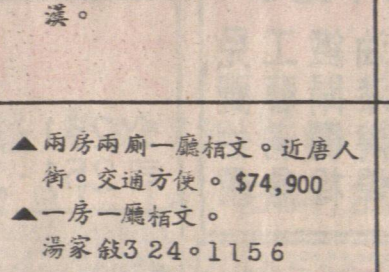 漢。
▲兩房兩廁一廳栢文。近唐人
街。交通方便。$74,900
▲一房一廳栢文。
湯家敍324。1156